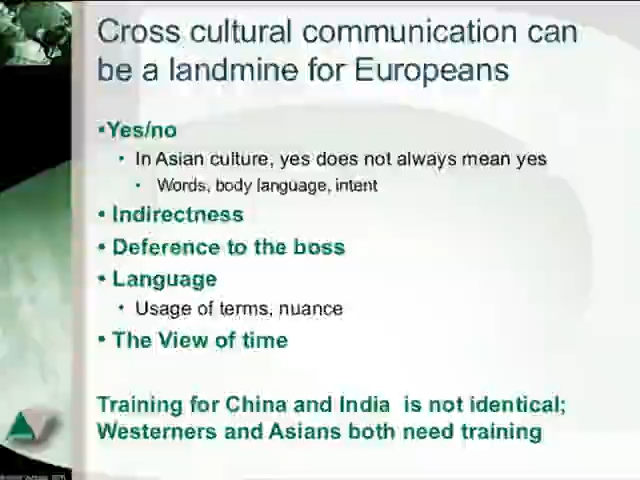 Cross cultural communication can
be a landmine for Europeans
•Yes/no
• In Asian culture, yes does not always mean yes
• Words, body language, intent
• Indirectness
• Deference to the boss
• Language
• Usage of terms, nuance
• The View of time
Training for China and India is not identical;
Westerners and Asians both need training